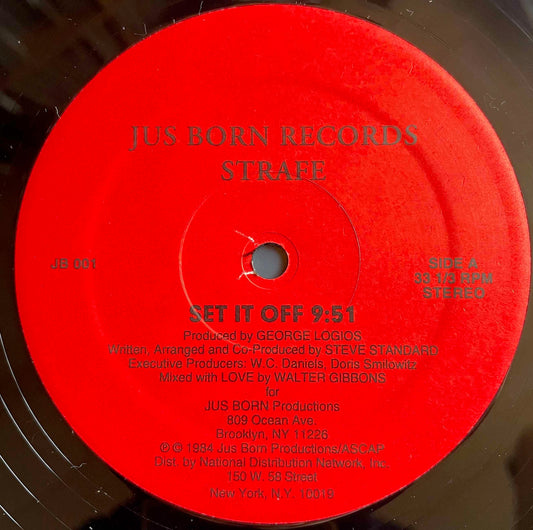 JUS BORN RECORDS
STRAFE
JB 001
SIDE A
33 1/3 RPM
STEREO
SET IT OFF 9:51
Produced by GEORGE LOGIOS
Written, Arranged and Co-Produced by STEVE STANDARD
Executive Producers: W.C. Daniels, Doris Smilowitz
Mixed with LOVE by WALTER GIBBONS
for
JUS BORN Productions
809 Ocean Ave.
Brooklyn, NY 11226
℗ © 1984 Jus Born Productions/ASCAP
Dist. by National Distribution Network, Inc.
150 W. 56 Street
New York, N.Y. 10019